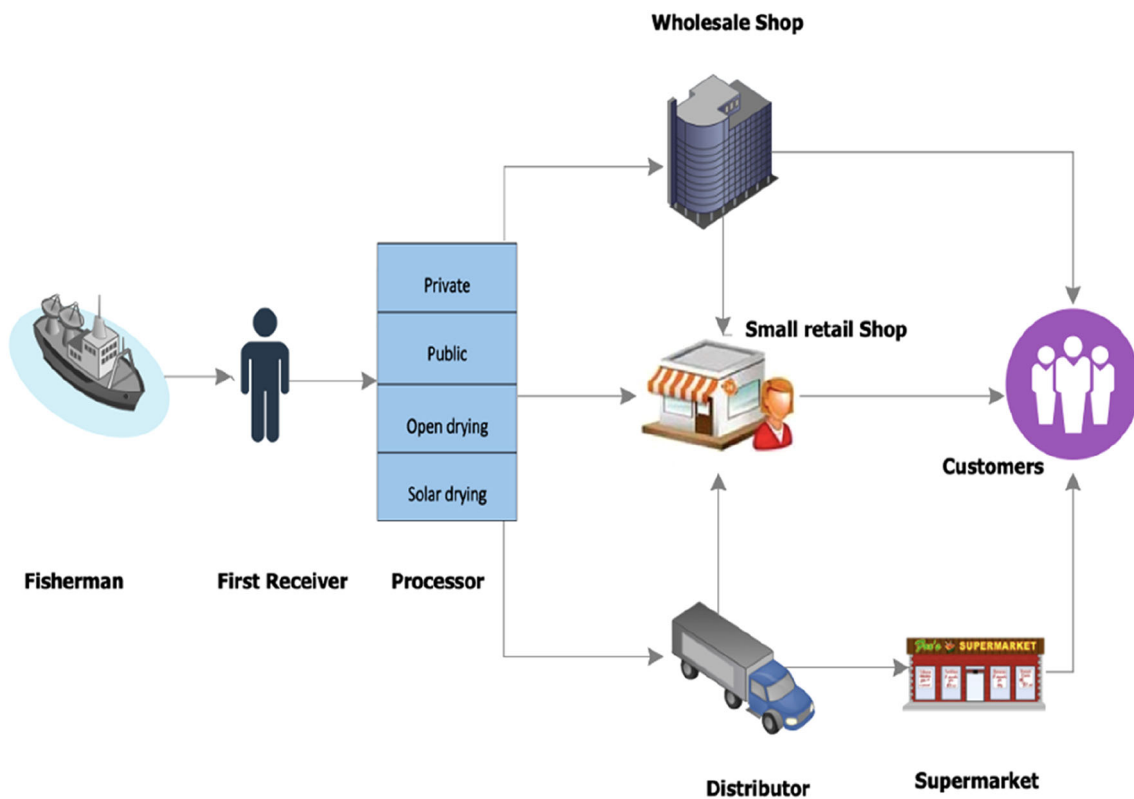 Wholesale Shop
Private
Public
Open drying
Solar drying
Small retail Shop
Customers
Fisherman
First Receiver
Processor
SUPERMARKET
Distributor
Supermarket